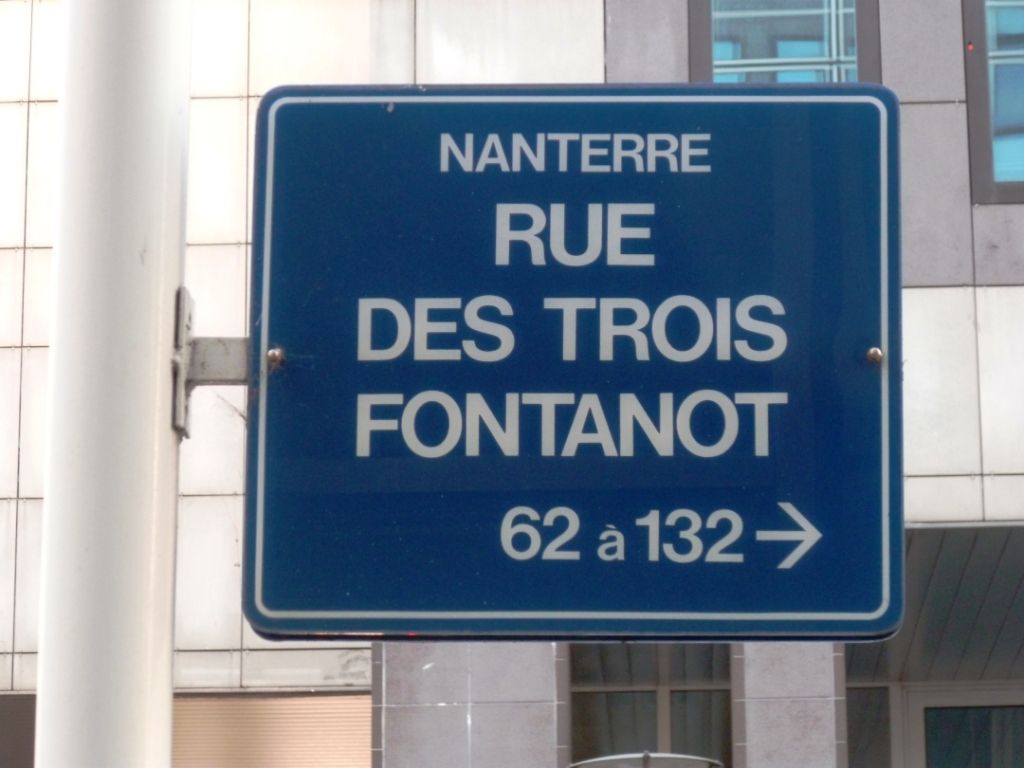 NANTERRE
RUE
DES TROIS
FONTANOT
62 à 132 →